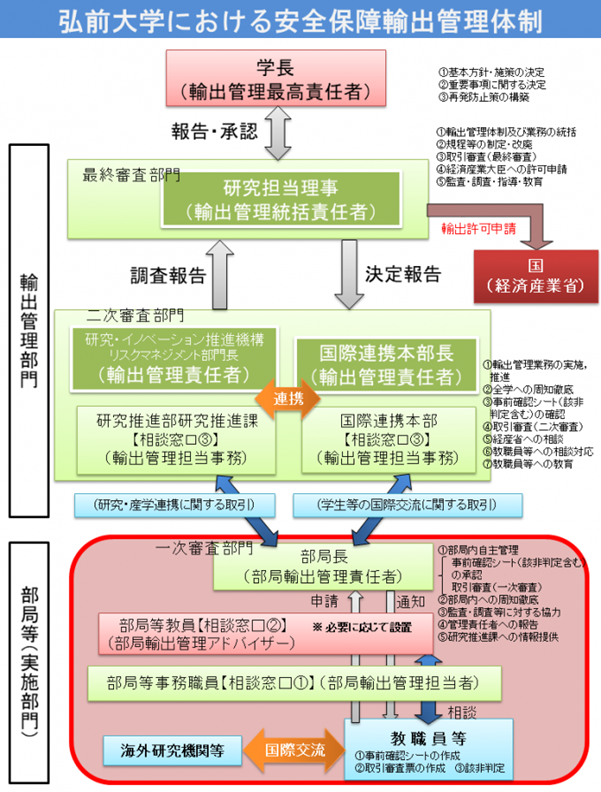 弘前大学における安全保障輸出管理体制
学長
(輸出管理最高責任者)
①基本方針・施策の決定
②重要事項に関する決定
③再発防止策の構築
報告・承認
輸出管理部門
最終審査部門
研究担当理事
(輸出管理統括責任者)
①輸出管理体制及び業務の統括
②規程等の制定・改廃
③取引審査(最終審査)
④経済産業大臣への許可申請
⑤監査・調査・指導・教育
輸出許可申請
国
(経済産業省)
調査報告
決定報告
二次審査部門
研究・イノベーション推進機構
リスクマネジメント部門長
(輸出管理責任者)
国際連携本部長
(輸出管理責任者)
連携
研究推進部研究推進課
【相談窓口③】
(輸出管理担当事務)
国際連携本部
【相談窓口③】
(輸出管理担当事務)
①輸出管理業務の実施,
推進
②全学への周知徹底
③事前確認シート(該非
判定含む)の確認
④取引審査(二次審査)
⑤経産省への相談
⑥教職員等への相談対応
⑦教職員等への教育
(研究・産学連携に関する取引)
(学生等の国際交流に関する取引)
部局等(実施部門)
一次審査部門
部局長
(部局輸出管理責任者)
①部局内自主管理
事前確認シート(該非判定含む)
の承認
取引審査(一次審査)
②部局内への周知徹底
③監査・調査等に対する協力
④管理責任者への報告
⑤研究推進課への情報提供
申請
通知
部局等教員【相談窓口②】
(部局輸出管理アドバイザー)
※必要に応じて設置
部局等事務職員【相談窓口①】(部局輸出管理担当者)
相談
海外研究機関等
国際交流
教職員等
①事前確認シートの作成
②取引審査票の作成 ③該非判定